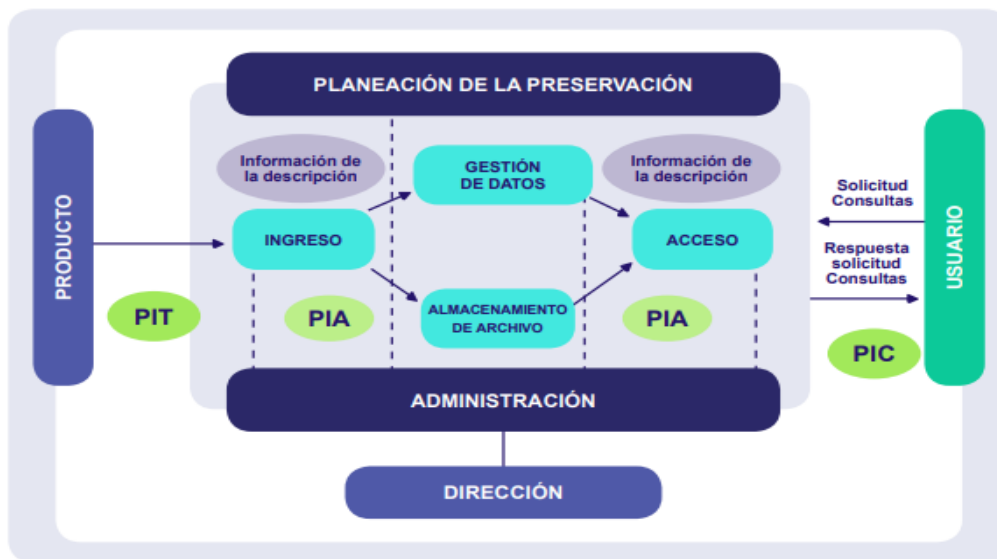 PLANEACIÓN DE LA PRESERVACIÓN
PRODUCTO
Información de
la descripción
GESTIÓN
DE DATOS
Información de
la descripción
INGRESO
ACCESO
Solicitud
Consultas
Respuesta
solicitud
Consultas
USUARIO
PIT
PIA
ALMACENAMIENTO
DE ARCHIVO
PIA
PIC
ADMINISTRACIÓN
DIRECCIÓN